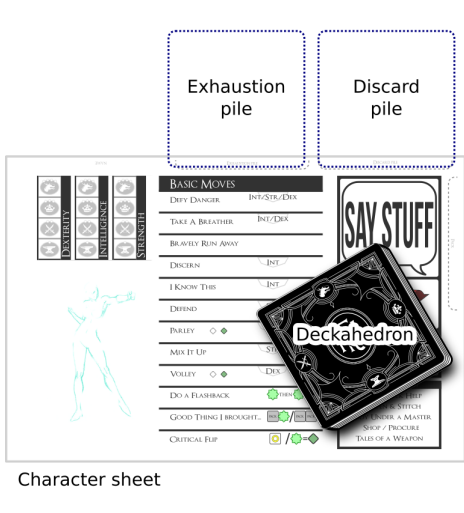 Exhaustion
pile
Discard
pile
BASIC MOVES
DEFY DANGER INT/STR/DEX
TAKE A BREATHER INT/DEX
BRAVELY RUN AWAY
DISCERN INT
I KNOW THIS INT
DEFEND
PARLEY
MIX IT UP
VOLLEY DEX
DO A FLASHBACK THEN
GOOD THING I BROUGHT... /
CRITICAL FLIP / =
DEXTERITY
INTELLIGENCE
STRENGTH
SAY STUFF
Deckahedron
& STITCH
UNDER A MASTER
SHOP / PROCURE
TALES OF A WEAPON
Character sheet